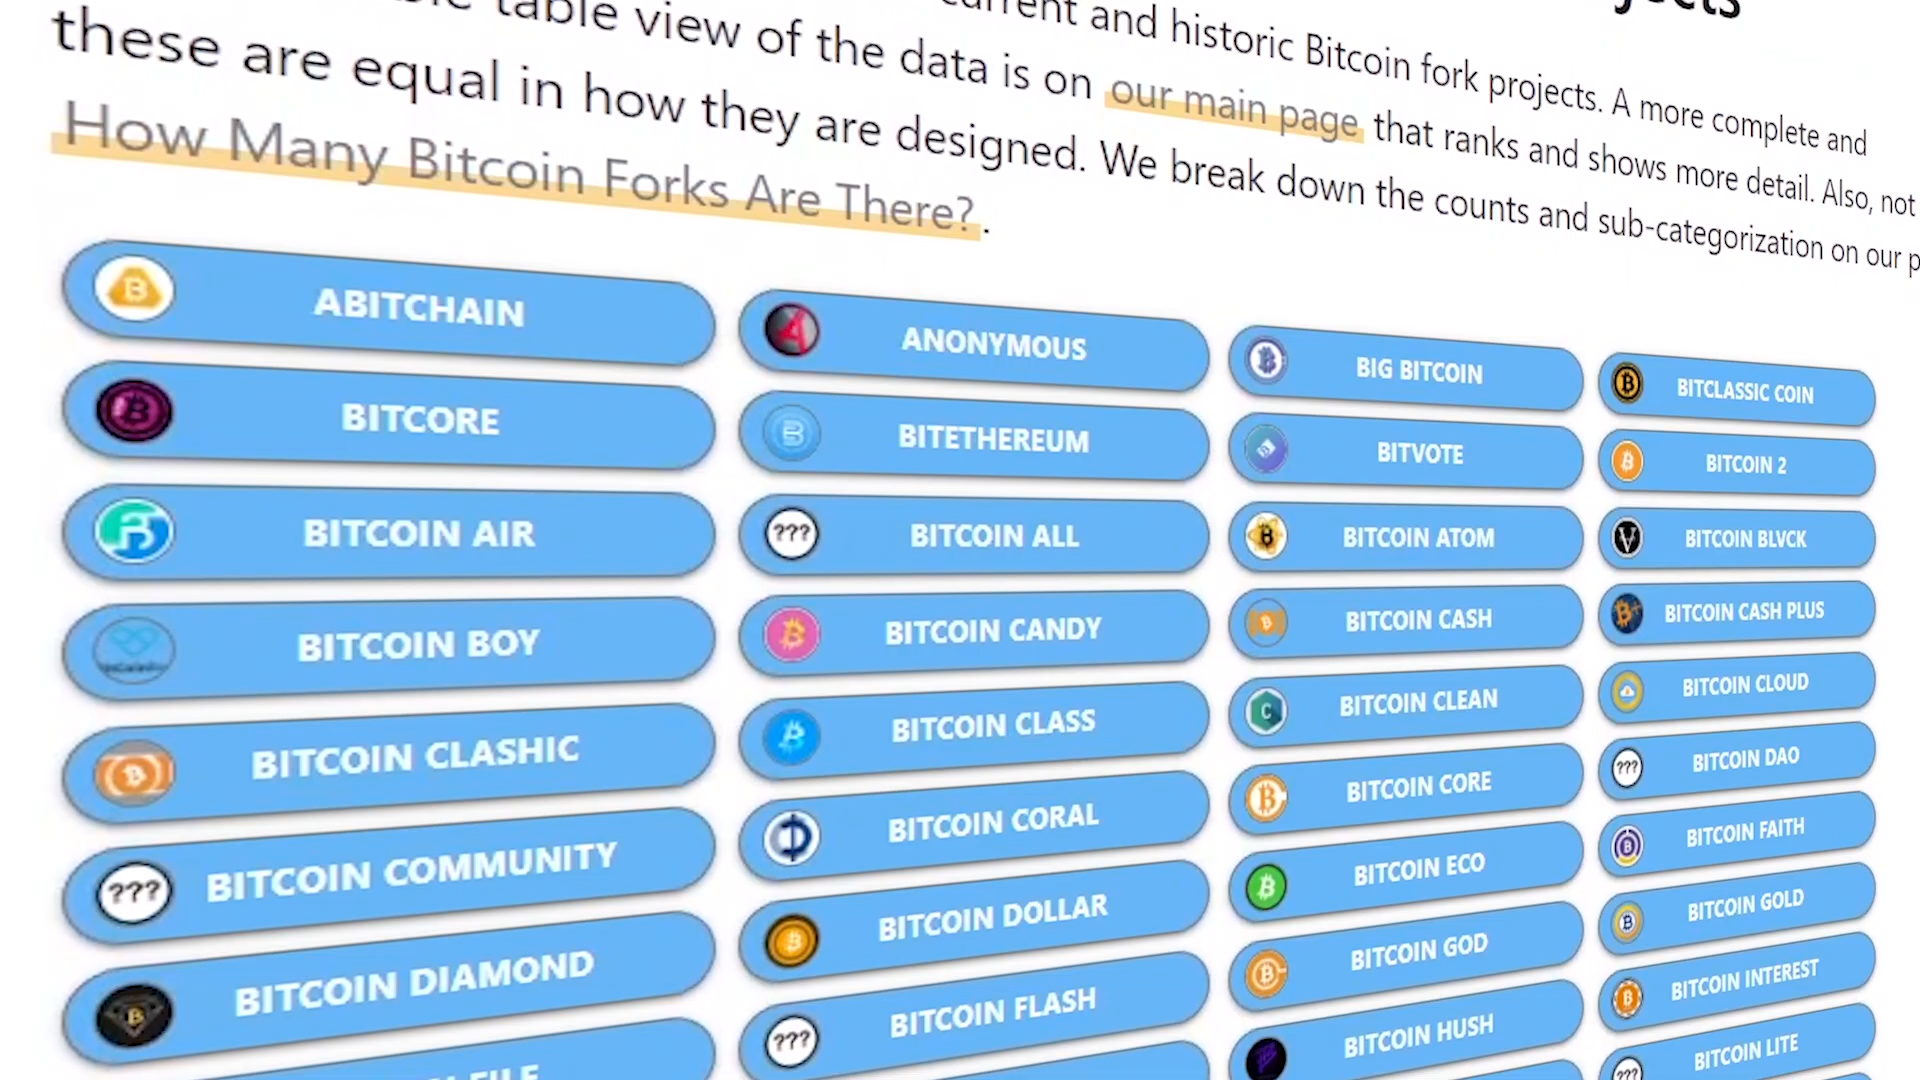 jects
current and historic Bitcoin fork projects. A more complete and
table view of the data is on our main page that ranks and shows more detail. Also, not
these are equal in how they are designed. We break down the counts and sub-categorization on our p
How Many Bitcoin Forks Are There?.
ABITCHAIN
ANONYMOUS
BIG BITCOIN
BITCLASSIC COIN
BITCORE
BITETHEREUM
BITVOTE
BITCOIN 2
BITCOIN AIR
??? BITCOIN ALL
BITCOIN ATOM
BITCOIN BLVCK
BITCOIN BOY
BITCOIN CANDY
BITCOIN CASH
BITCOIN CASH PLUS
BITCOIN CLASHIC
BITCOIN CLASS
C BITCOIN CLEAN
BITCOIN CLOUD
??? BITCOIN COMMUNITY
BITCOIN CORAL
BITCOIN CORE
??? BITCOIN DAO
BITCOIN DIAMOND
BITCOIN DOLLAR
BITCOIN ECO
BITCOIN FAITH
FILE
??? BITCOIN FLASH
BITCOIN GOD
BITCOIN GOLD
BITCOIN HUSH
BITCOIN INTEREST
??? BITCOIN LITE